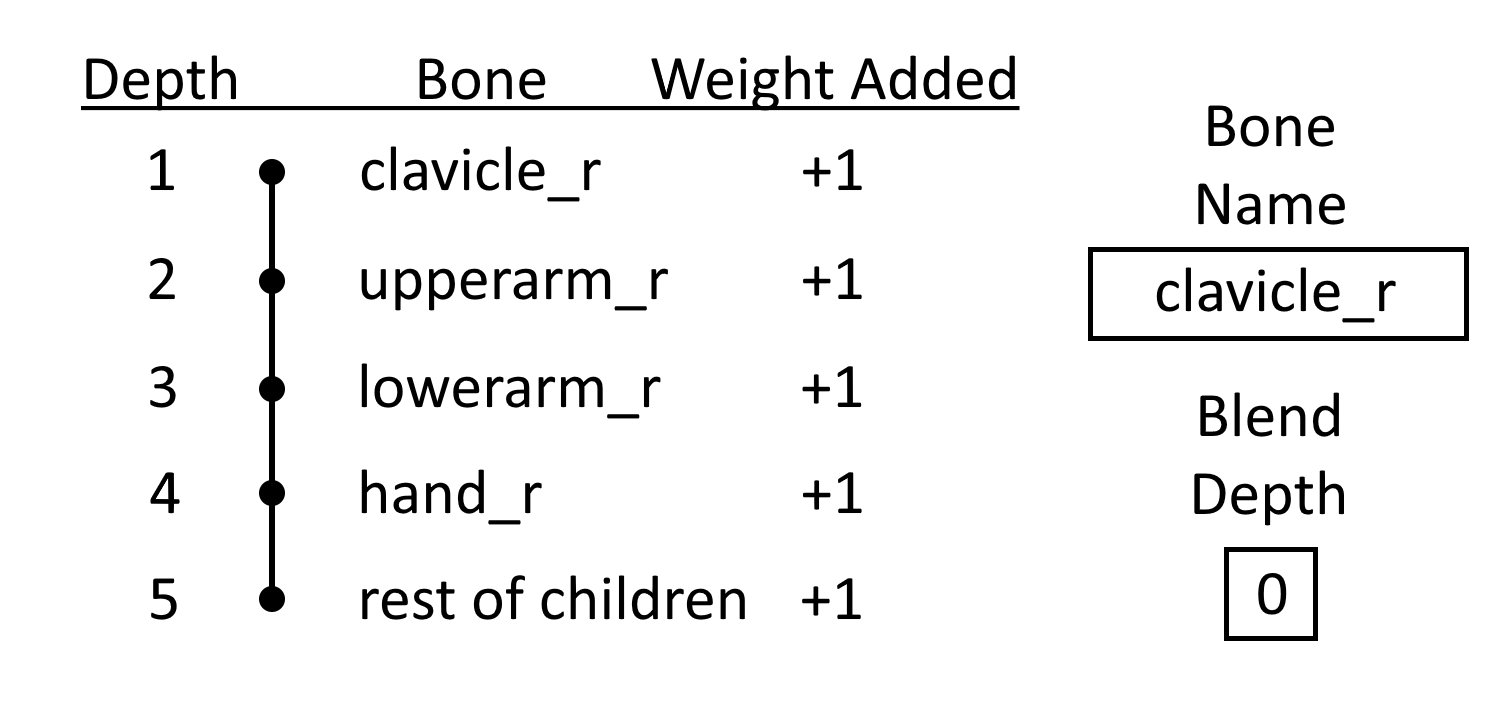 Depth Bone Weight Added
1 clavicle_r +1
2 upperarm_r +1
3 lowerarm_r +1
4 hand_r +1
5 rest of children +1
Bone
Name
clavicle_r
Blend
Depth
0